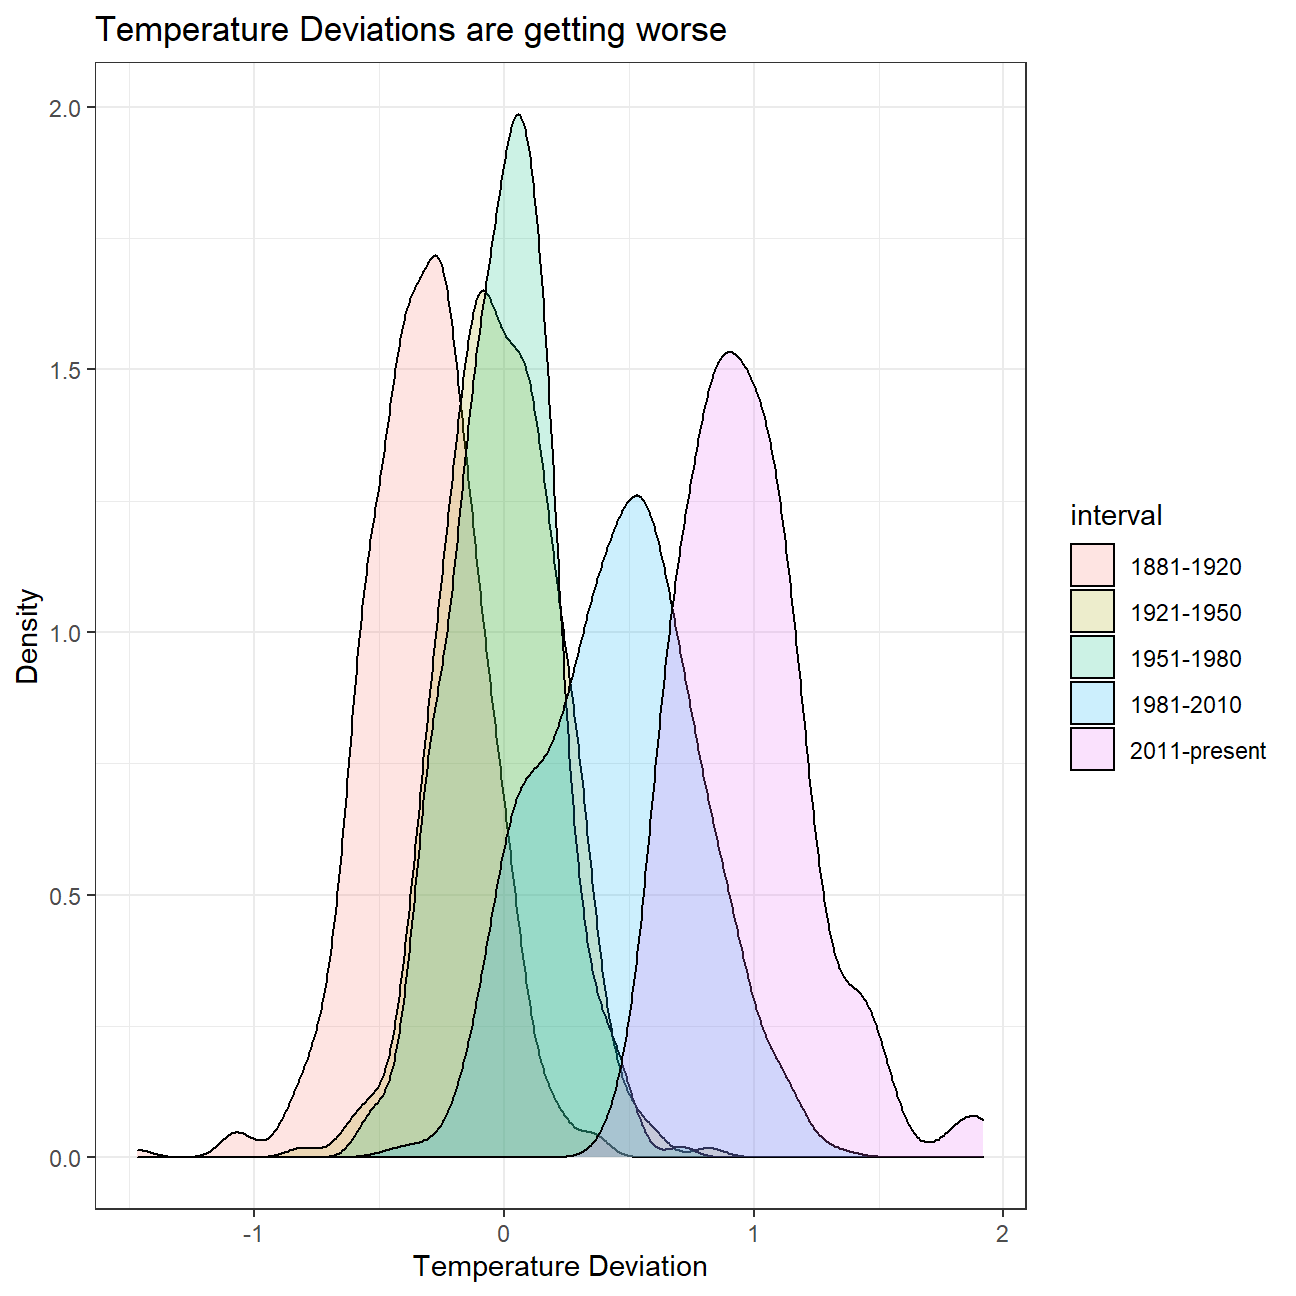 Temperature Deviations are getting worse
2.0
1.5
1.0
0.5
0.0
Density
-1
0
1
2
Temperature Deviation
interval
1881-1920
1921-1950
1951-1980
1981-2010
2011-present